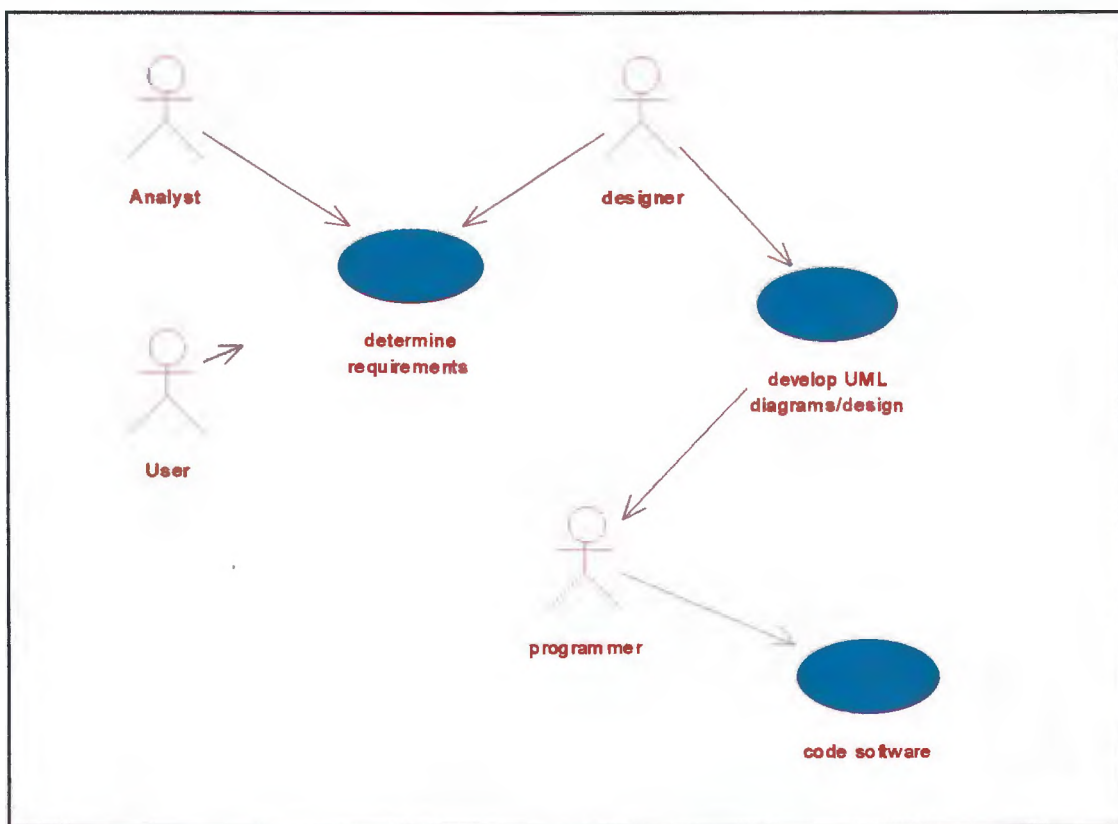 Analyst
designer
determine
requirements
develop UML
diagrams/design
User
programmer
code software